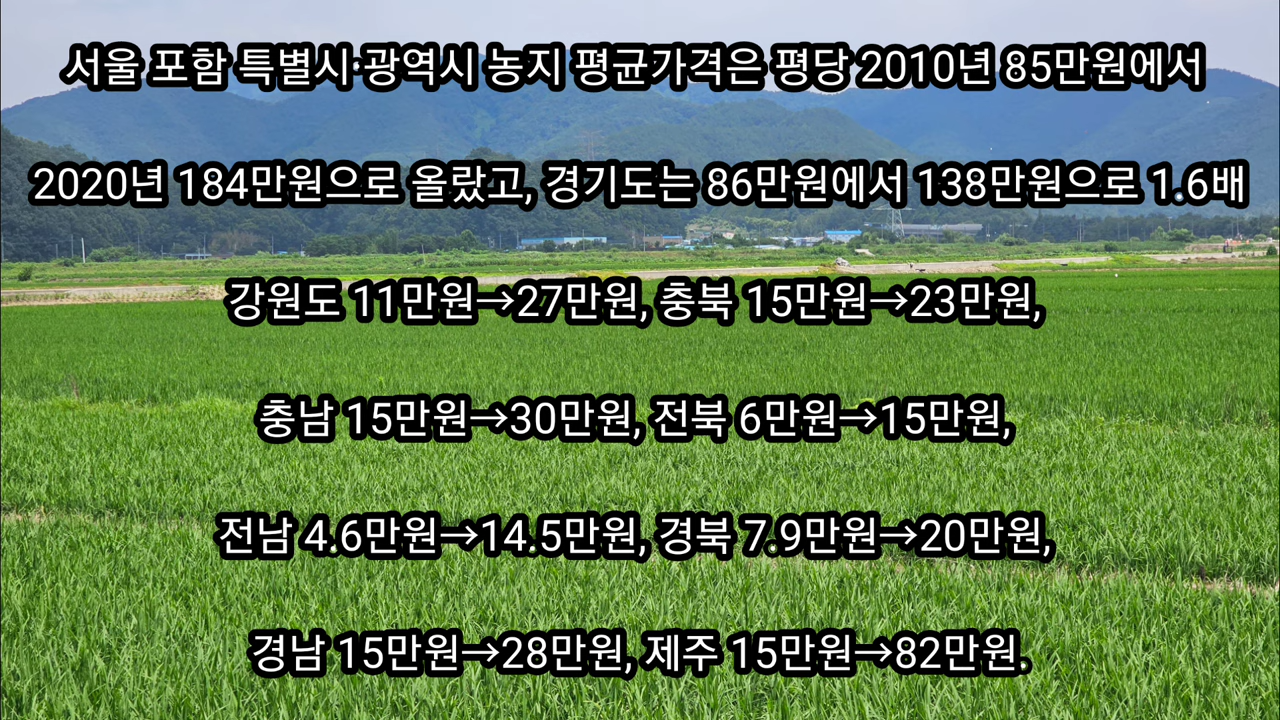 서울 포함 특별시·광역시 농지 평균가격은 평당 2010년 85만원에서
2020년 184만원으로 올랐고, 경기도는 86만원에서 138만원으로 1.6배
강원도 11만원→27만원, 충북 15만원→23만원,
충남 15만원→30만원, 전북 6만원→15만원,
전남 4.6만원→14.5만원, 경북 7.9만원→20만원,
경남 15만원→28만원, 제주 15만원→82만원.